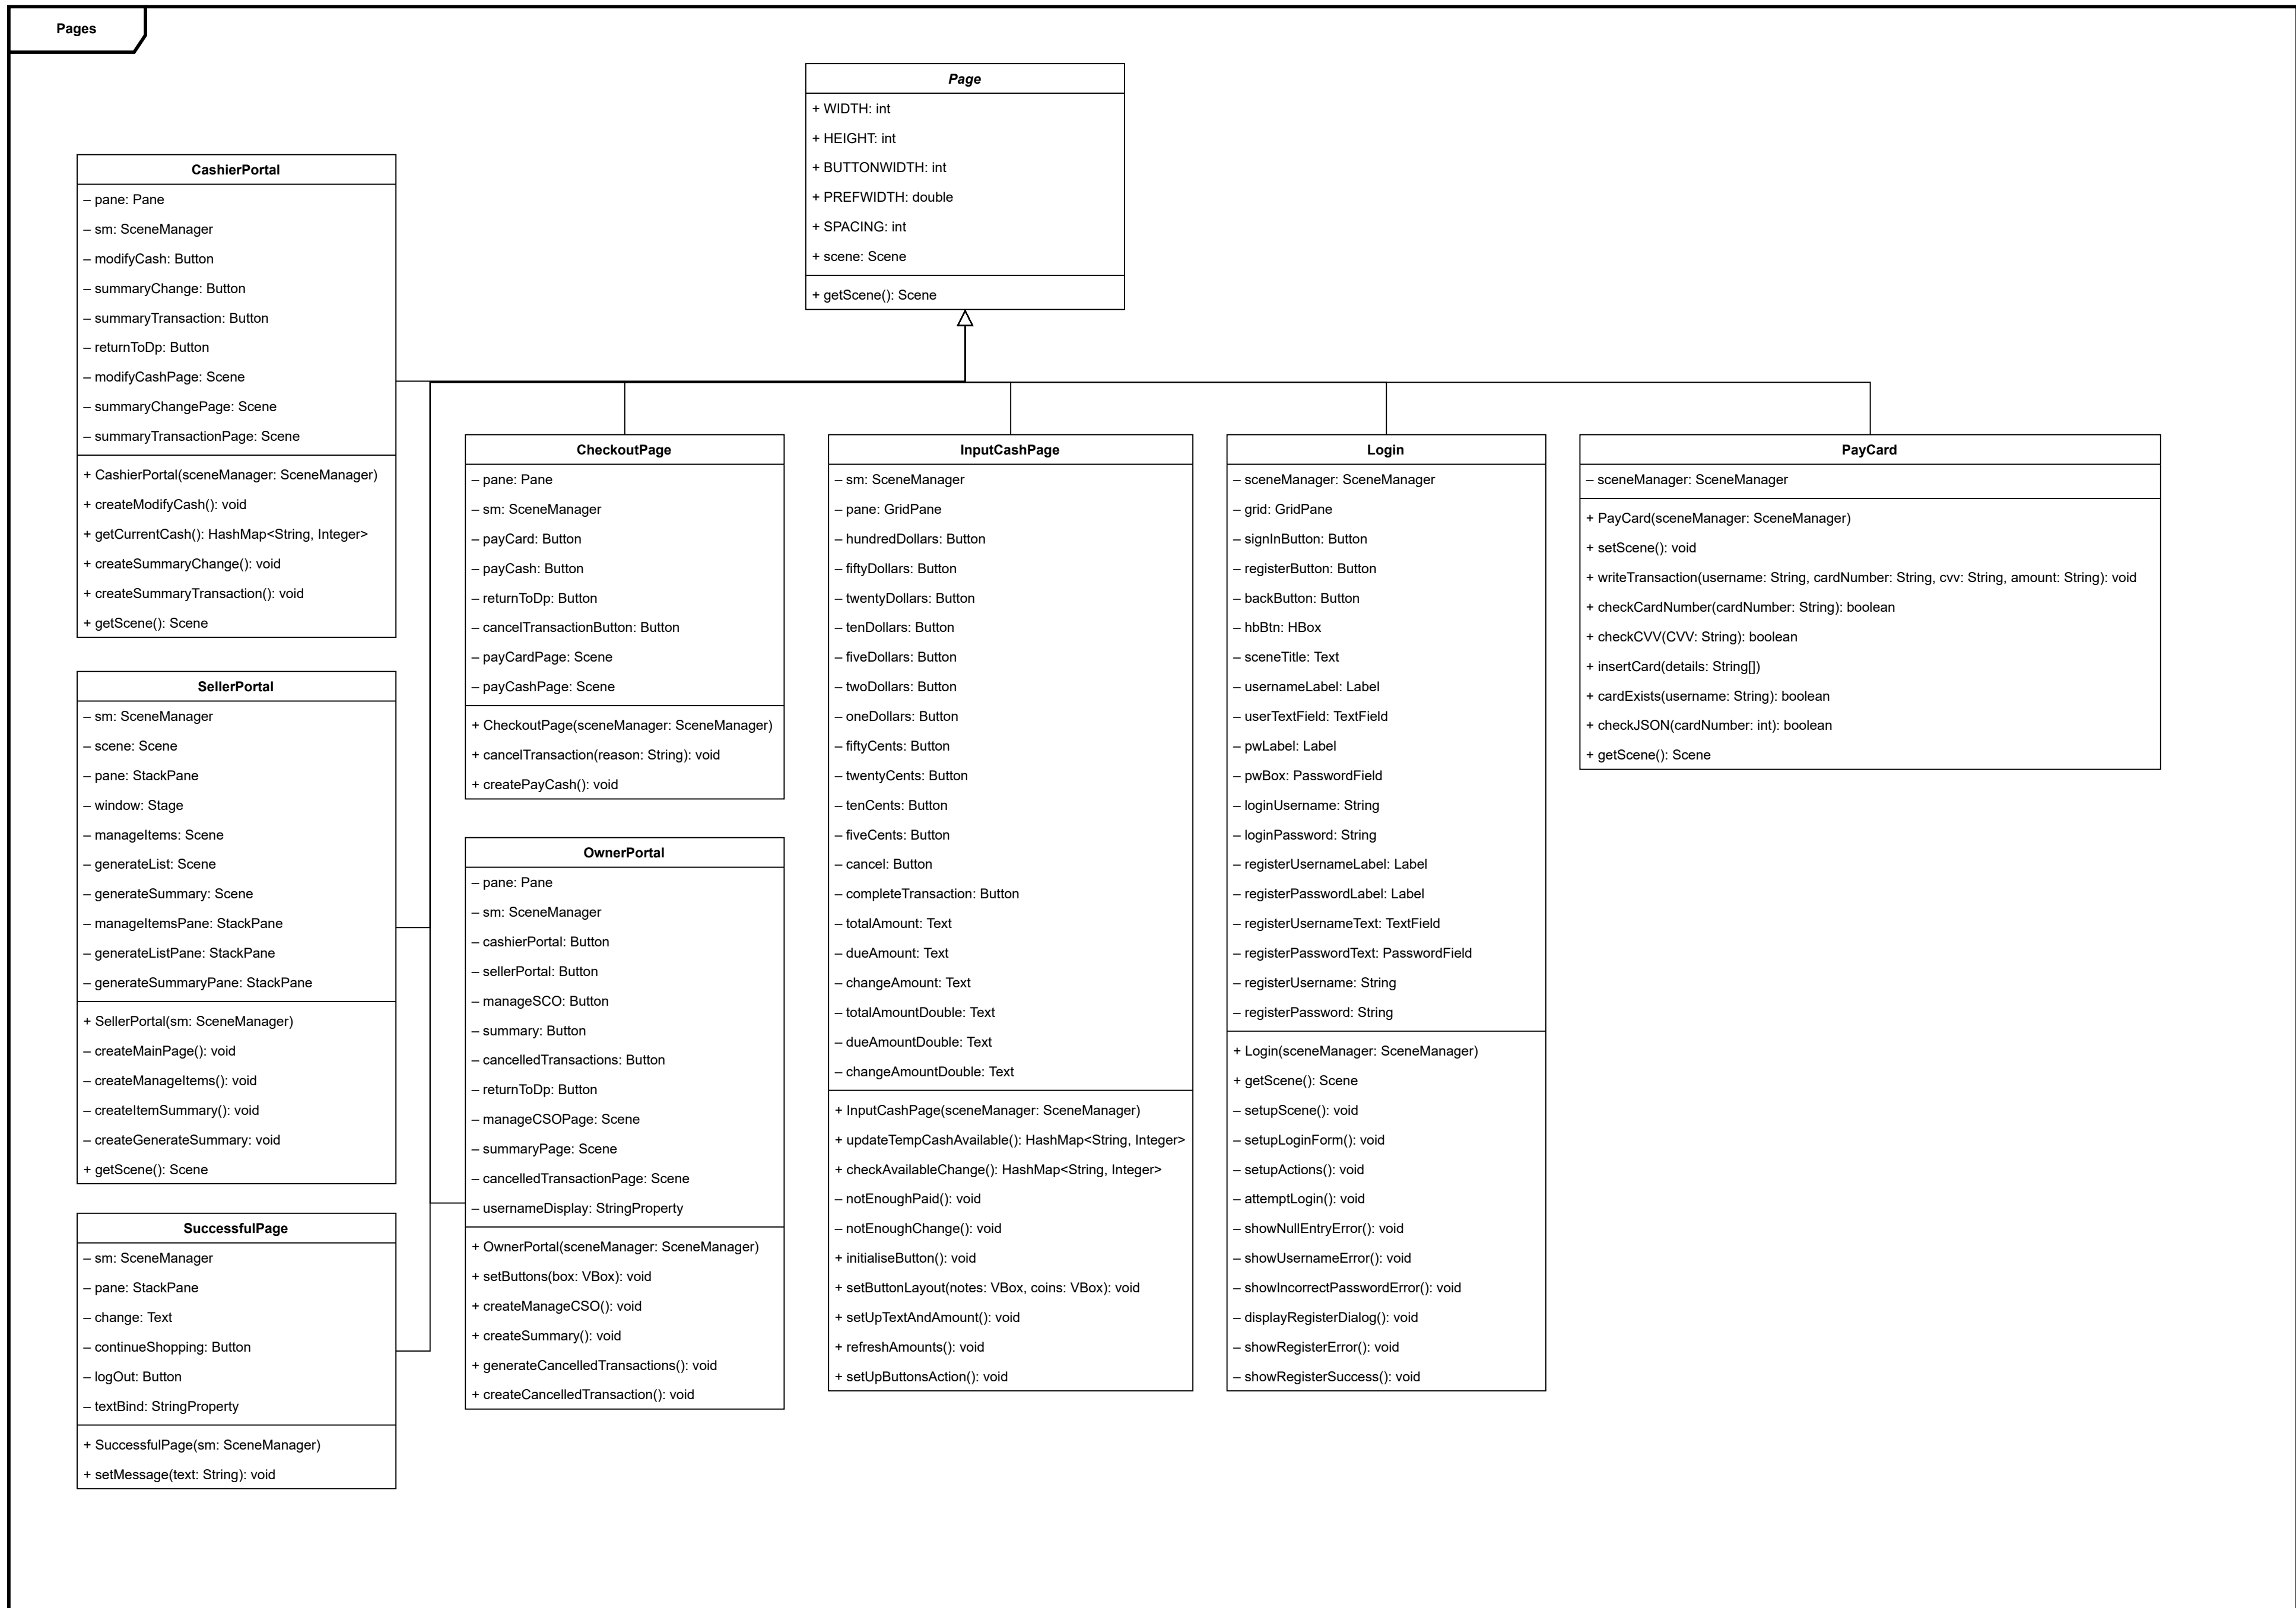 Pages
Page
+ WIDTH: int
+ HEIGHT: int
+ BUTTONWIDTH: int
+ PREFWIDTH: double
+ SPACING: int
+ scene: Scene
+ getScene(): Scene
CashierPortal
– pane: Pane
– sm: SceneManager
– modifyCash: Button
– summaryChange: Button
– summaryTransaction: Button
– returnToDp: Button
– modifyCashPage: Scene
– summaryChangePage: Scene
– summaryTransactionPage: Scene
+ CashierPortal(sceneManager: SceneManager)
+ createModifyCash(): void
+ getCurrentCash(): HashMap<String, Integer>
+ createSummaryChange(): void
+ createSummaryTransaction(): void
+ getScene(): Scene
SellerPortal
– sm: SceneManager
– scene: Scene
– pane: StackPane
– window: Stage
– manageItems: Scene
– generateList: Scene
– generateSummary: Scene
– manageItemsPane: StackPane
– generateListPane: StackPane
– generateSummaryPane: StackPane
+ SellerPortal(sm: SceneManager)
– createMainPage(): void
– createManageItems(): void
– createItemSummary(): void
– createGenerateSummary: void
+ getScene(): Scene
SuccessfulPage
– sm: SceneManager
– pane: StackPane
– change: Text
– continueShopping: Button
– logOut: Button
– textBind: StringProperty
+ SuccessfulPage(sm: SceneManager)
+ setMessage(text: String): void
CheckoutPage
– pane: Pane
– sm: SceneManager
– payCard: Button
– payCash: Button
– returnToDp: Button
– cancelTransactionButton: Button
– payCardPage: Scene
– payCashPage: Scene
+ CheckoutPage(sceneManager: SceneManager)
+ cancelTransaction(reason: String): void
+ createPayCash(): void
OwnerPortal
– pane: Pane
– sm: SceneManager
– cashierPortal: Button
– sellerPortal: Button
– manageSCO: Button
– summary: Button
– cancelledTransactions: Button
– returnToDp: Button
– manageCSOPage: Scene
– summaryPage: Scene
– cancelledTransactionPage: Scene
– usernameDisplay: StringProperty
+ OwnerPortal(sceneManager: SceneManager)
+ setButtons(box: VBox): void
+ createManageCSO(): void
+ createSummary(): void
+ generateCancelledTransactions(): void
+ createCancelledTransaction(): void
InputCashPage
– sm: SceneManager
– pane: GridPane
– hundredDollars: Button
– fiftyDollars: Button
– twentyDollars: Button
– tenDollars: Button
– fiveDollars: Button
– twoDollars: Button
– oneDollars: Button
– fiftyCents: Button
– twentyCents: Button
– tenCents: Button
– fiveCents: Button
– cancel: Button
– completeTransaction: Button
– totalAmount: Text
– dueAmount: Text
– changeAmount: Text
– totalAmountDouble: Text
– dueAmountDouble: Text
– changeAmountDouble: Text
+ InputCashPage(sceneManager: SceneManager)
+ updateTempCashAvailable(): HashMap<String, Integer>
+ checkAvailableChange(): HashMap<String, Integer>
– notEnoughPaid(): void
– notEnoughChange(): void
+ initialiseButton(): void
+ setButtonLayout(notes: VBox, coins: VBox): void
+ setUpTextAndAmount(): void
+ refreshAmounts(): void
+ setUpButtonsAction(): void
Login
– sceneManager: SceneManager
– grid: GridPane
– signInButton: Button
– registerButton: Button
– backButton: Button
– hbBtn: HBox
– sceneTitle: Text
– usernameLabel: Label
– userTextField: TextField
– pwLabel: Label
– pwBox: PasswordField
– loginUsername: String
– loginPassword: String
– registerUsernameLabel: Label
– registerPasswordLabel: Label
– registerUsernameText: TextField
– registerPasswordText: PasswordField
– registerUsername: String
– registerPassword: String
+ Login(sceneManager: SceneManager)
+ getScene(): Scene
– setupScene(): void
– setupLoginForm(): void
– setupActions(): void
– attemptLogin(): void
– showNullEntryError(): void
– showUsernameError(): void
– showIncorrectPasswordError(): void
– displayRegisterDialog(): void
– showRegisterError(): void
– showRegisterSuccess(): void
PayCard
– sceneManager: SceneManager
+ PayCard(sceneManager: SceneManager)
+ setScene(): void
+ writeTransaction(username: String, cardNumber: String, cvv: String, amount: String): void
+ checkCardNumber(cardNumber: String): boolean
+ checkCVV(CVV: String): boolean
+ insertCard(details: String[])
+ cardExists(username: String): boolean
+ checkJSON(cardNumber: int): boolean
+ getScene(): Scene